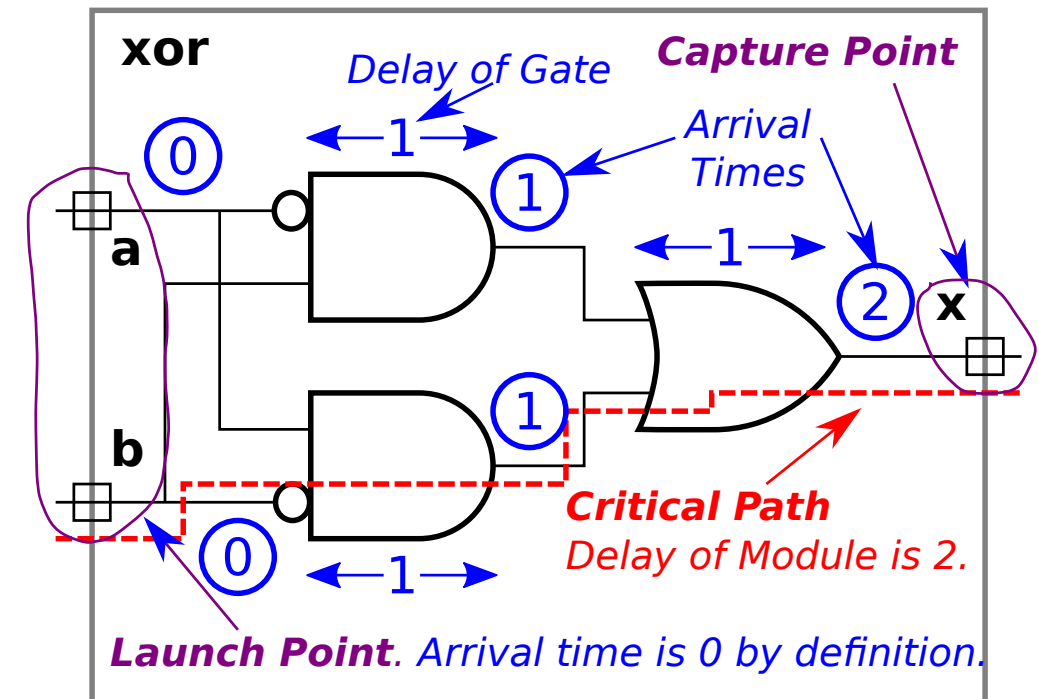 xor
Capture Point
Delay of Gate
Arrival
Times
0
1
1
1
a
2
x
1
b
0
1
Critical Path
Delay of Module is 2.
Launch Point. Arrival time is 0 by definition.